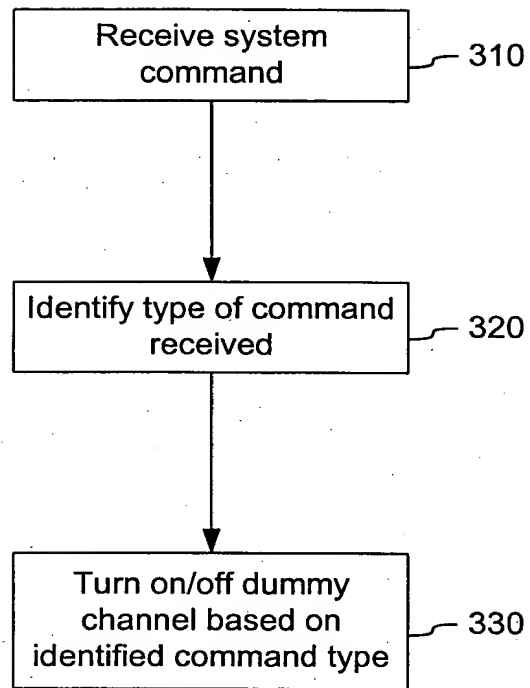 Receive system
command
310
Identify type of command
received
320
Turn on/off dummy
channel based on
identified command type
330